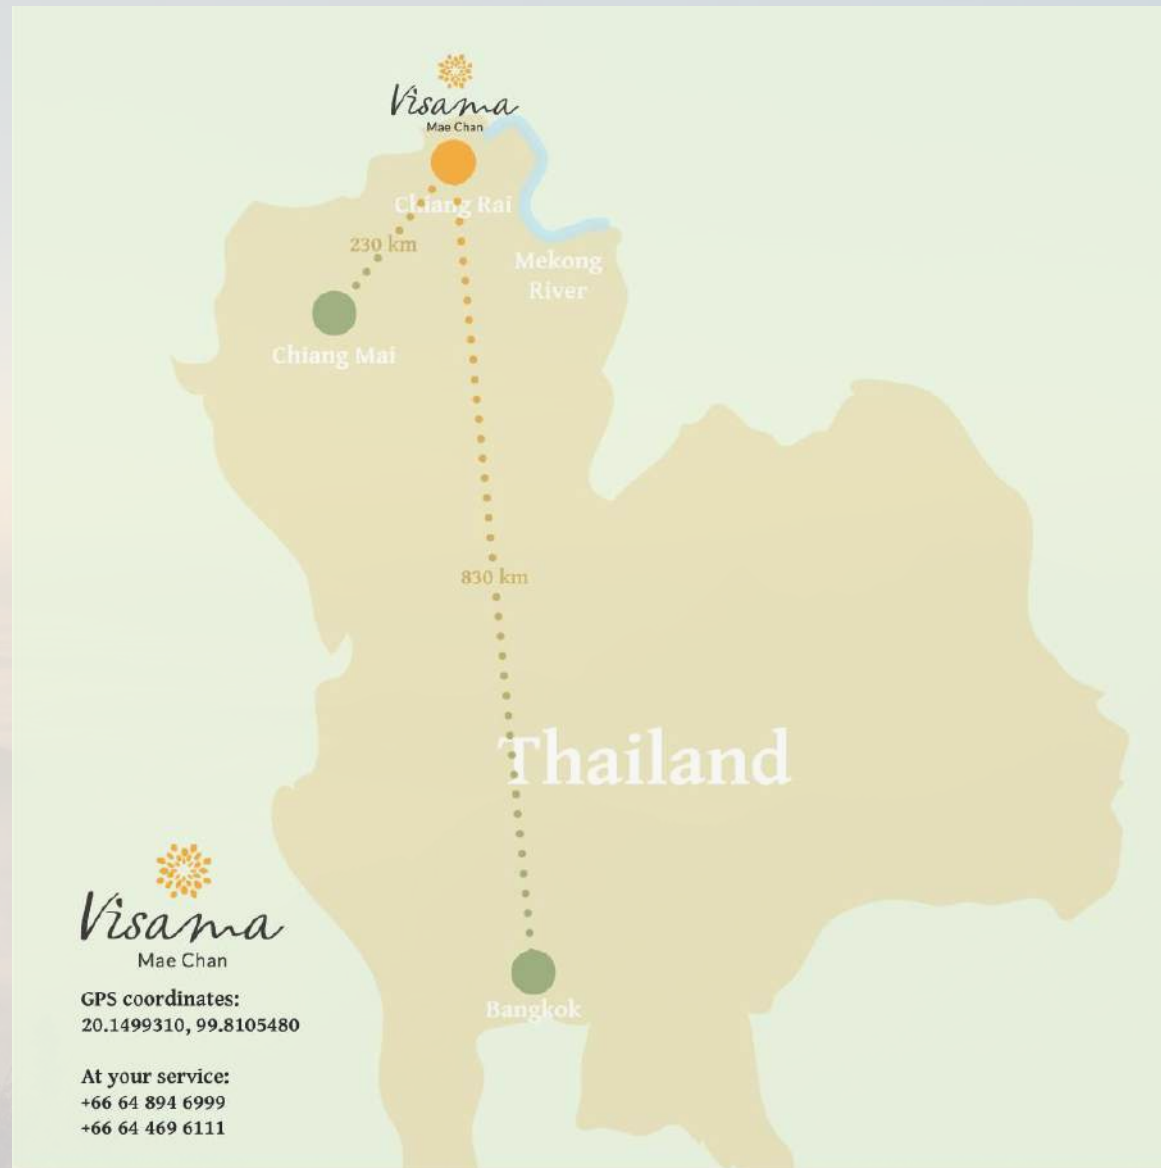 Visama
Mae Chan
Chiang Rai
230 km
Mekong
River
Chiang Mai
830 km
Thailand
Bangkok
Visama
Mae Chan
GPS coordinates:
20.1499310, 99.8105480
At your service:
+66 64 894 6999
+66 64 469 6111